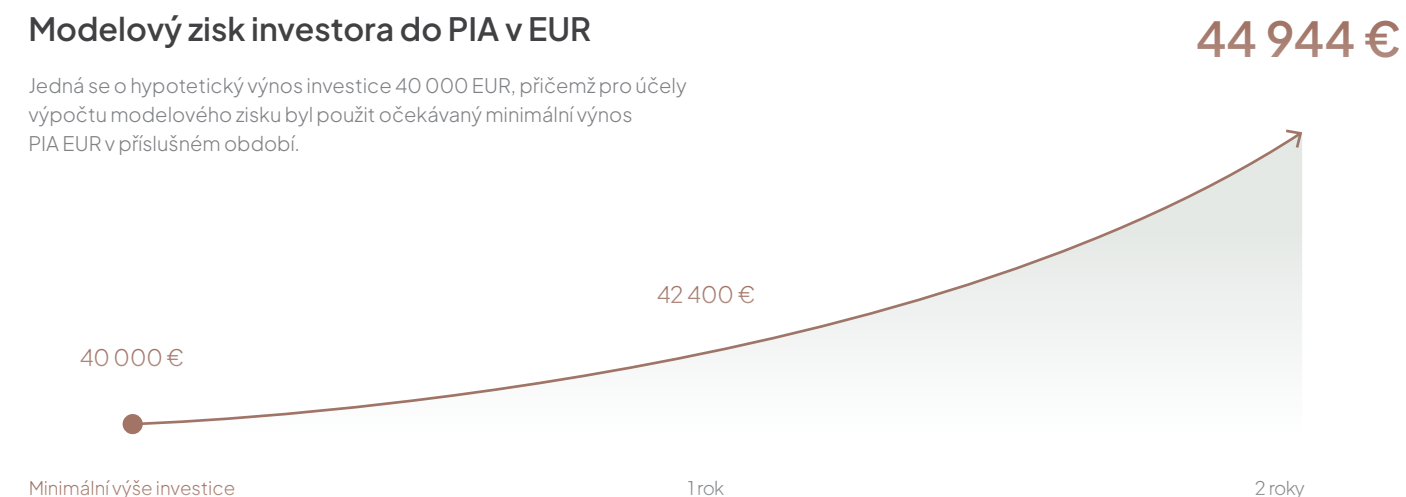 Modelový zisk investora do PIA v EUR
44 944 €
Jedná se o hypotetický výnos investice 40 000 EUR, přičemž pro účely
výpočtu modelového zisku byl použit očekávaný minimální výnos
PIA EUR v příslušném období.
42 400 €
40 000 €
Minimální výše investice
1 rok
2 roky